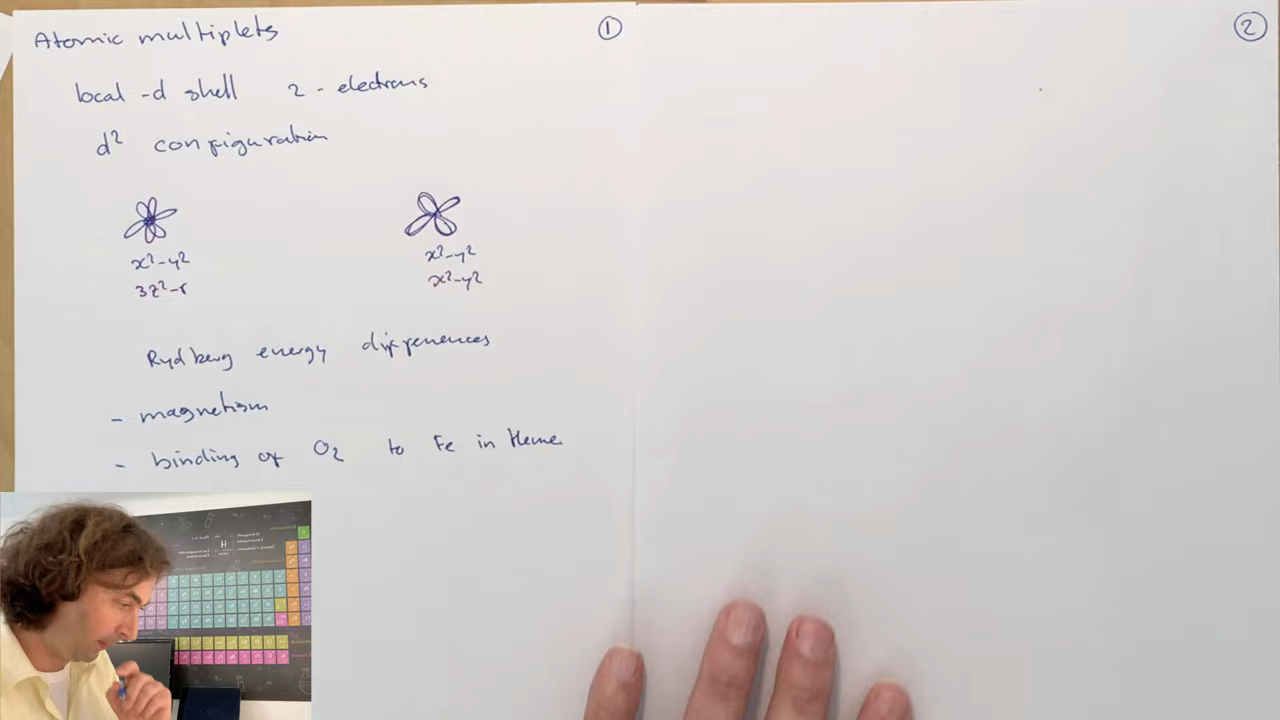 Atomic multiplets
①
②
local -d shell 2 - electrons
d² configuration
x²-y²
3z²-r
x²-y²
x²-y²
Rydberg energy differences
- magnetism
- binding of O₂ to Fe in Heme
H